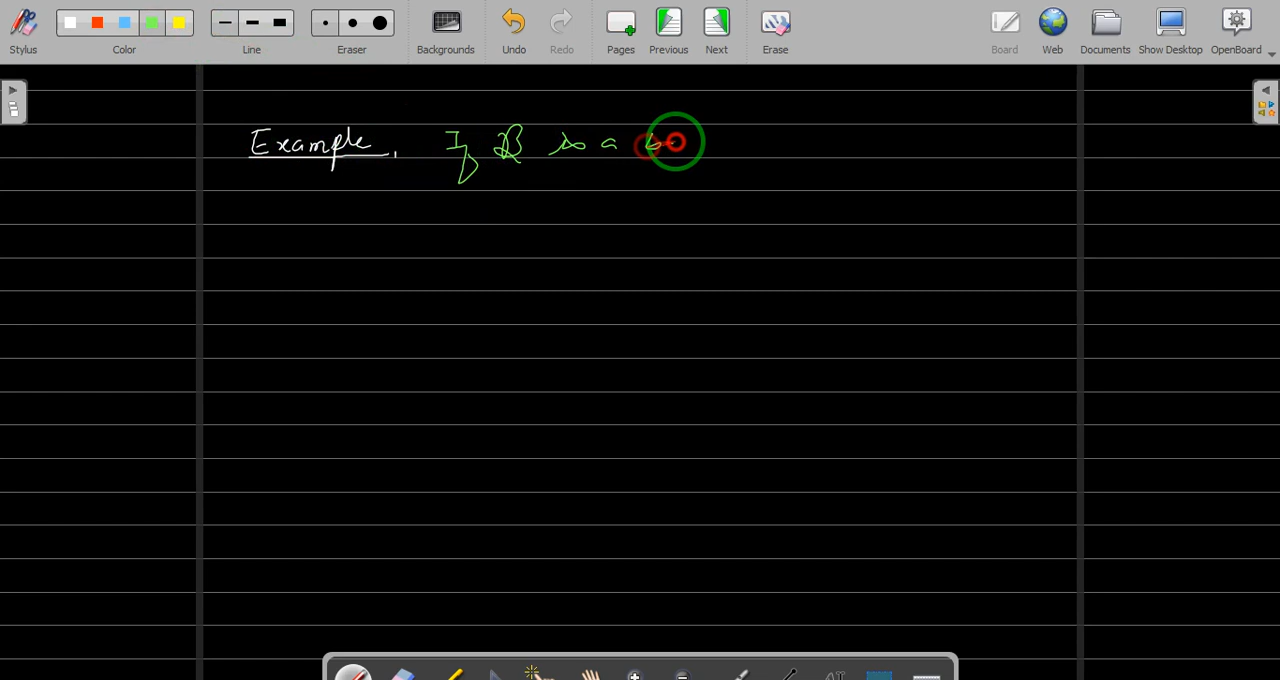 Stylus Color Line Eraser Backgrounds Undo Redo Pages Previous Next Erase Board Web Documents Show Desktop OpenBoard
Example. If B is a